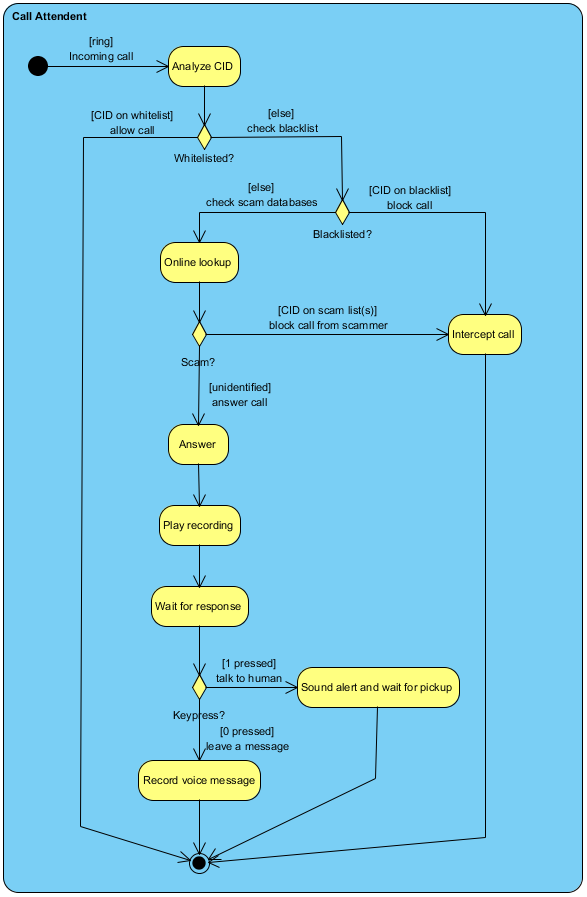 Call Attendent
[ring]
Incoming call
Analyze CID
[CID on whitelist]
allow call
[else]
check blacklist
Whitelisted?
[else]
check scam databases
[CID on blacklist]
block call
Blacklisted?
Online lookup
[CID on scam list(s)]
block call from scammer
Intercept call
Scam?
[unidentified]
answer call
Answer
Play recording
Wait for response
[1 pressed]
talk to human
Sound alert and wait for pickup
Keypress?
[0 pressed]
leave a message
Record voice message